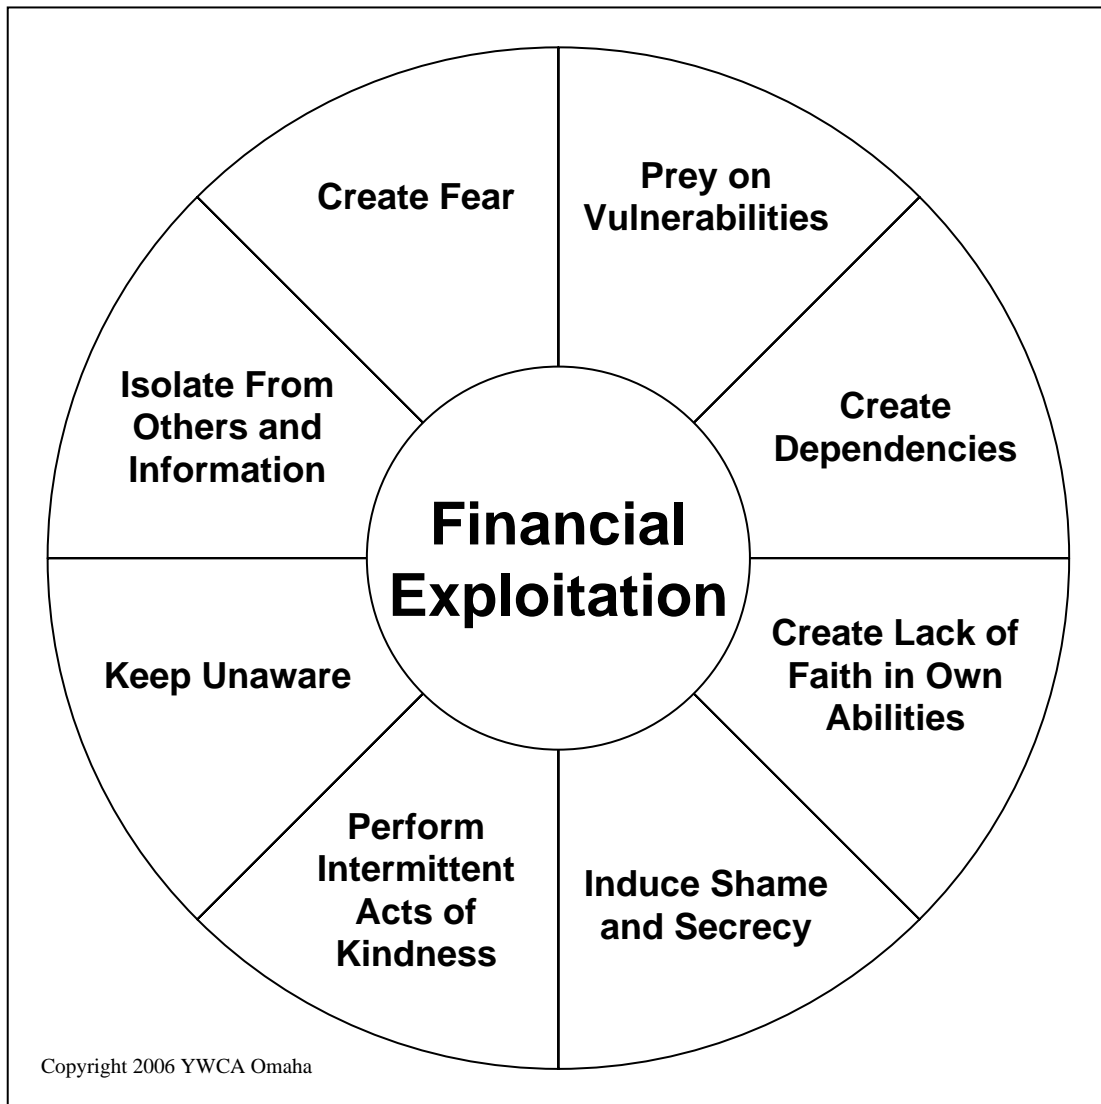 Create Fear
Prey on
Vulnerabilities
Create
Dependencies
Create Lack of
Faith in Own
Abilities
Induce Shame
and Secrecy
Perform
Intermittent
Acts of
Kindness
Keep Unaware
Isolate From
Others and
Information
Financial
Exploitation
Copyright 2006 YWCA Omaha